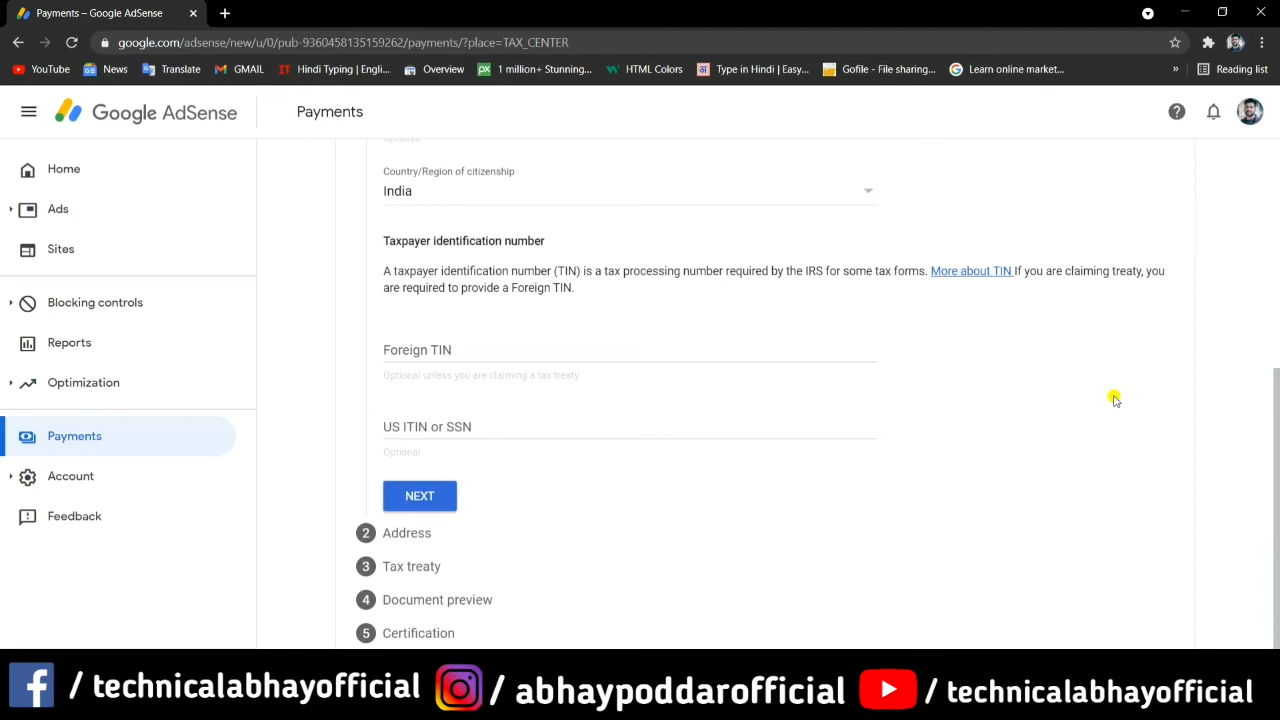 Payments – Google AdSense
google.com/adsense/new/u/0/pub-9360458135159262/payments/?place=TAX_CENTER
YouTube
News
Translate
GMAIL
Hindi Typing | Engli...
Overview
1 million+ Stunning...
HTML Colors
Type in Hindi | Easy...
Gofile - File sharing...
Learn online market...
»
Reading list
Google AdSense
Payments
Home
Ads
Sites
Blocking controls
Reports
Optimization
Payments
Account
Feedback
Optional
Country/Region of citizenship
India
Taxpayer identification number
A taxpayer identification number (TIN) is a tax processing number required by the IRS for some tax forms. More about TIN If you are claiming treaty, you
are required to provide a Foreign TIN.
Foreign TIN
Optional unless you are claiming a tax treaty
US ITIN or SSN
Optional
NEXT
2 Address
3 Tax treaty
4 Document preview
5 Certification
/ technicalabhayofficial / abhaypoddarofficial / technicalabhayofficial